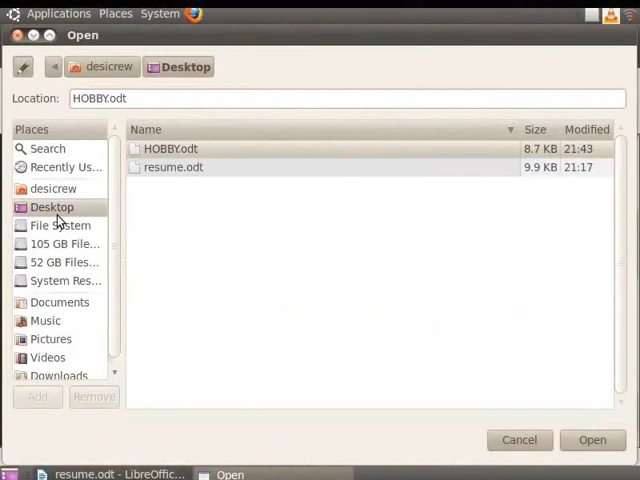 Applications Places System
Open
desicrew Desktop
Location: HOBBY.odt
Places Name Size Modified
Search HOBBY.odt 8.7 KB 21:43
Recently Us... resume.odt 9.9 KB 21:17
desicrew
Desktop
File System
105 GB File...
52 GB Files...
System Res...
Documents
Music
Pictures
Videos
Downloads
Add Remove
Cancel Open
resume.odt - LibreOffic... Open